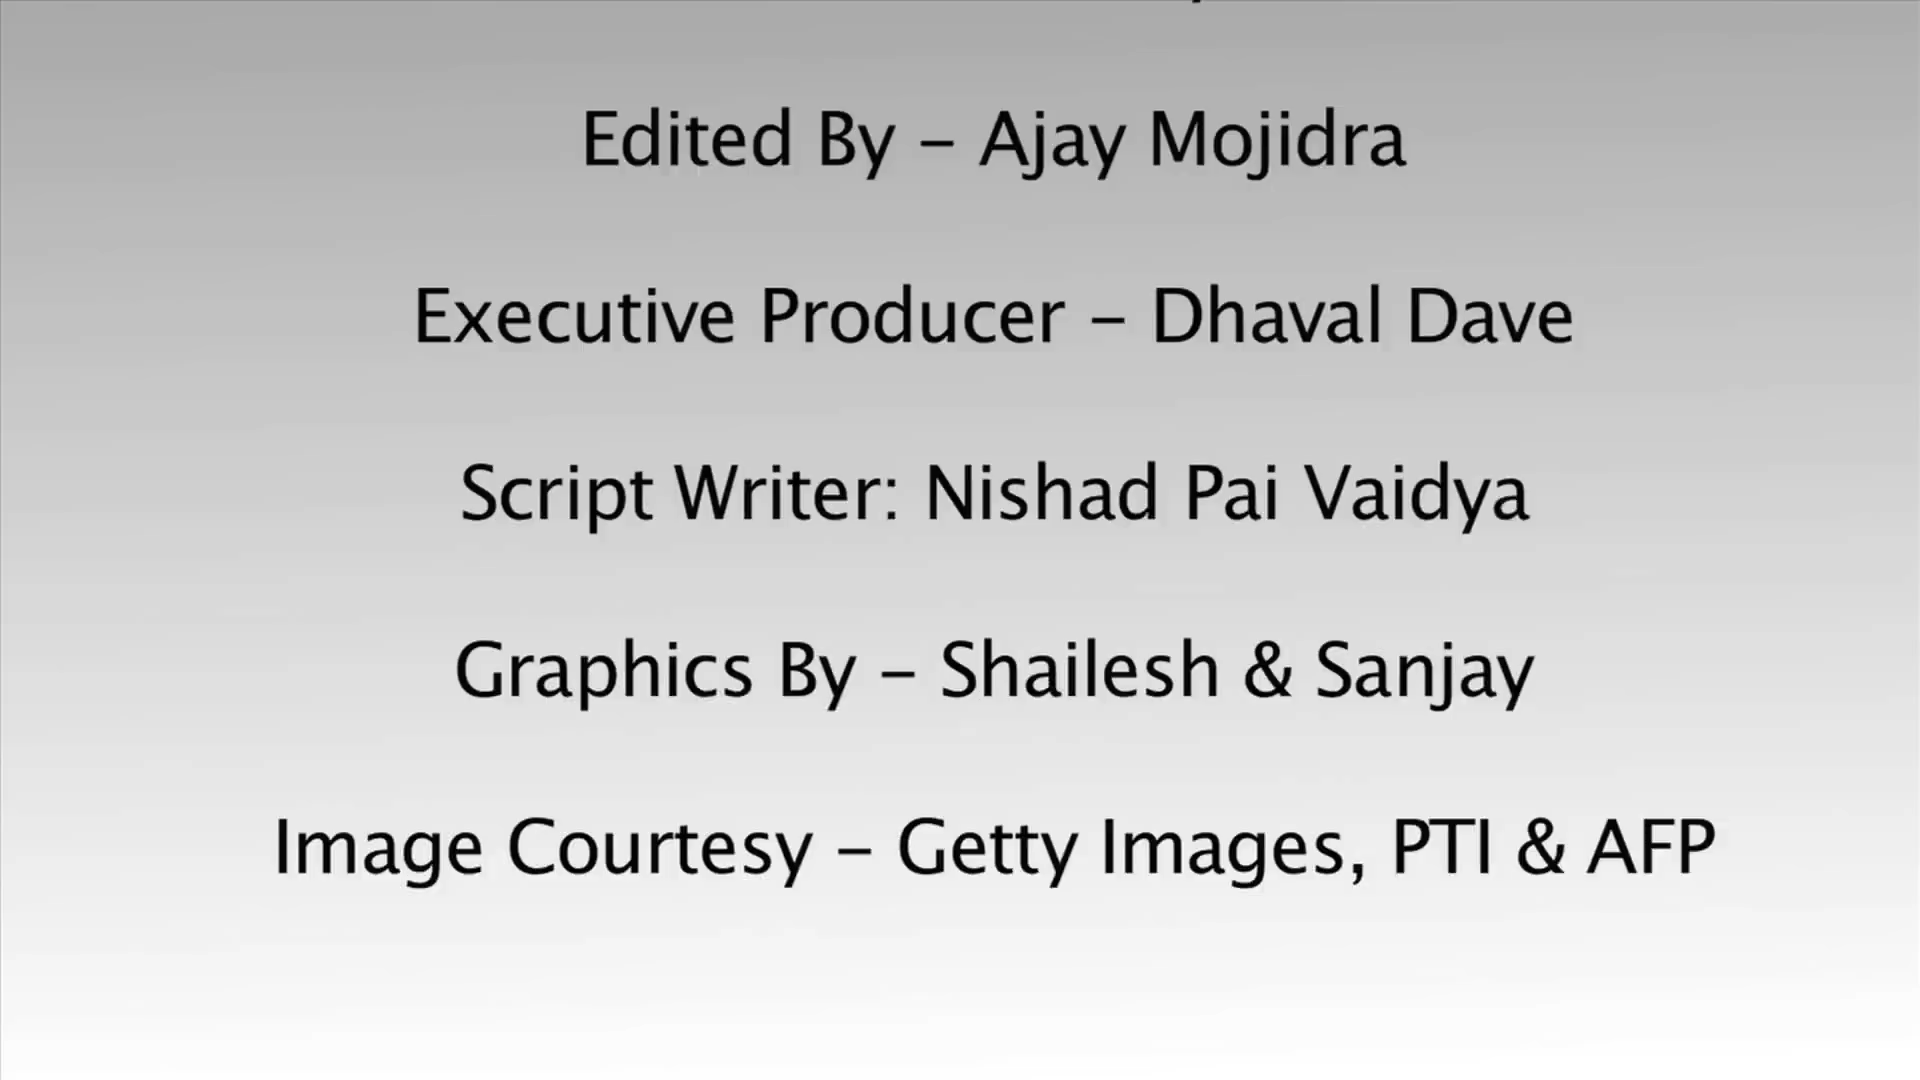 Edited By – Ajay Mojidra
Executive Producer – Dhaval Dave
Script Writer: Nishad Pai Vaidya
Graphics By – Shailesh & Sanjay
Image Courtesy – Getty Images, PTI & AFP